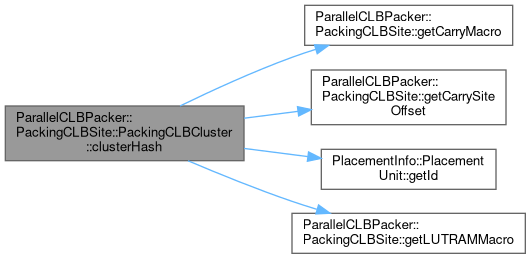 ParallelCLBPacker::
PackingCLBSite::PackingCLBCluster
::clusterHash
ParallelCLBPacker::
PackingCLBSite::getCarryMacro
ParallelCLBPacker::
PackingCLBSite::getCarrySite
Offset
PlacementInfo::Placement
Unit::getId
ParallelCLBPacker::
PackingCLBSite::getLUTRAMMacro